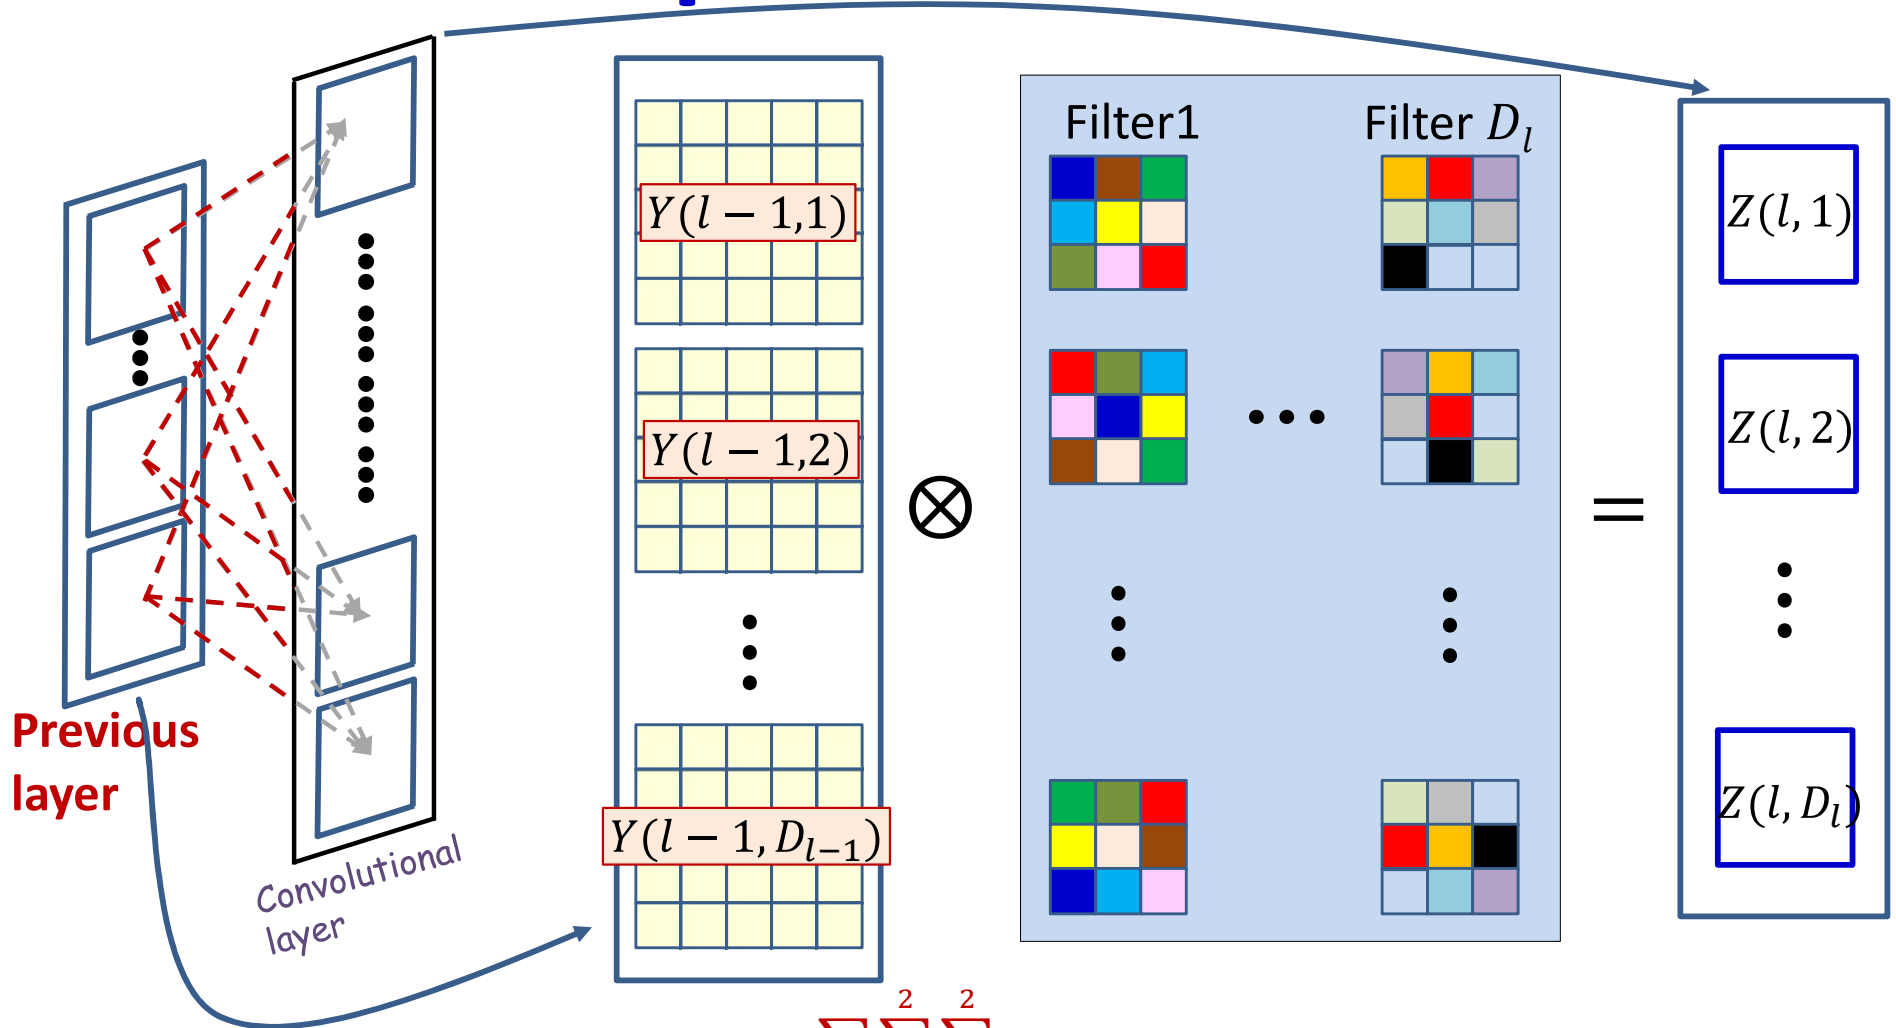 Previous
layer
Convolutional
layer
Y(l − 1,1)
Y(l − 1,2)
Y(l − 1, D_{l−1})
⊗
Filter1
Filter D_l
=
Z(l, 1)
Z(l, 2)
Z(l, D_l)
2 2
∑ ∑ ∑